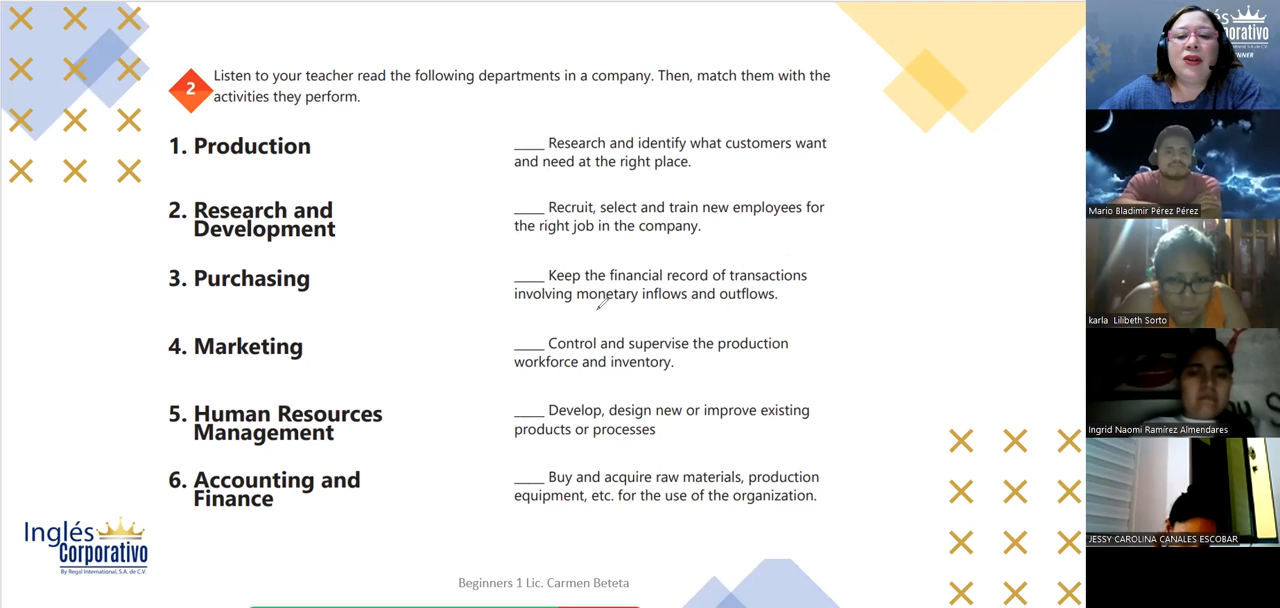 2
Listen to your teacher read the following departments in a company. Then, match them with the
activities they perform.
1. Production
____ Research and identify what customers want
and need at the right place.
2. Research and
Development
____ Recruit, select and train new employees for
the right job in the company.
3. Purchasing
____ Keep the financial record of transactions
involving monetary inflows and outflows.
4. Marketing
____ Control and supervise the production
workforce and inventory.
5. Human Resources
Management
____ Develop, design new or improve existing
products or processes
6. Accounting and
Finance
____ Buy and acquire raw materials, production
equipment, etc. for the use of the organization.
Inglés
Corporativo
By Regal International, S.A. de C.V.
Beginners 1 Lic. Carmen Beteta
Mario Bladimir Pérez Pérez
karla Lilibeth Sorto
Ingrid Naomi Ramírez Almendares
JESSY CAROLINA CANALES ESCOBAR